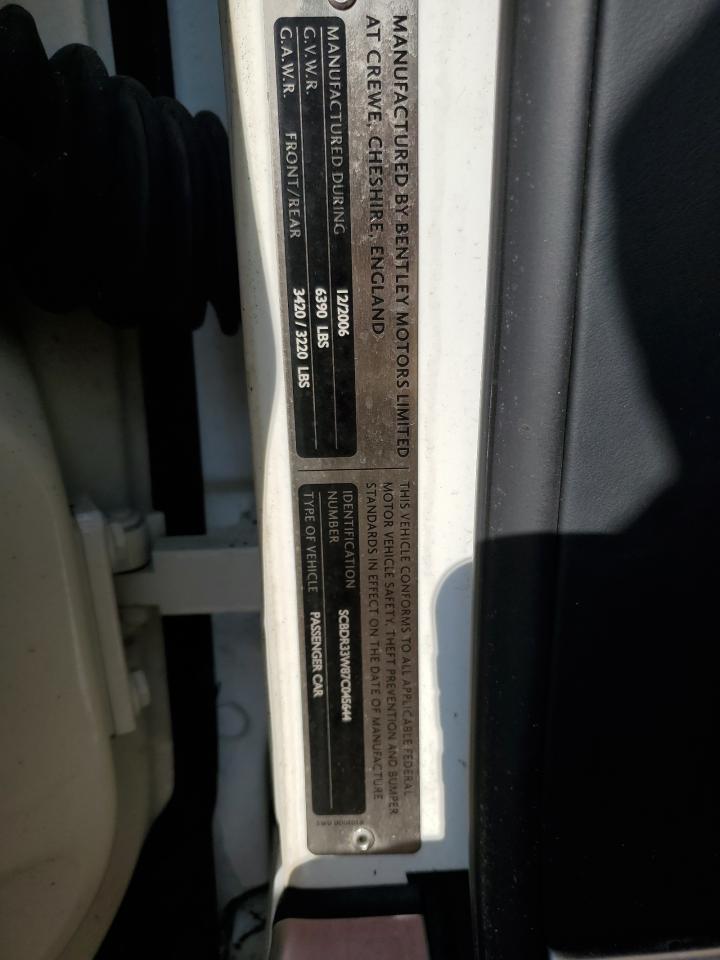 MANUFACTURED BY BENTLEY MOTORS LIMITED
AT CREWE, CHESHIRE, ENGLAND
MANUFACTURED DURING 12/2006
G.V.W.R. 6390 LBS
G.A.W.R. FRONT/REAR 3420 / 3220 LBS
THIS VEHICLE CONFORMS TO ALL APPLICABLE FEDERAL
MOTOR VEHICLE SAFETY, THEFT PREVENTION AND BUMPER
STANDARDS IN EFFECT ON THE DATE OF MANUFACTURE
IDENTIFICATION
NUMBER SCBDR33W87C045644
TYPE OF VEHICLE PASSENGER CAR